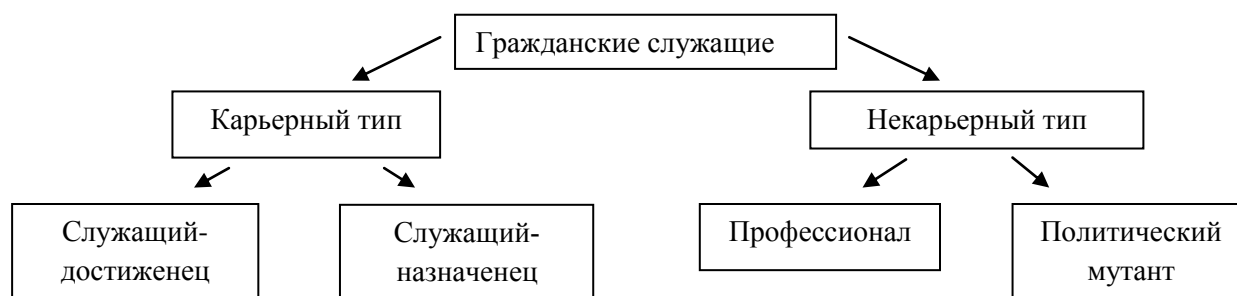 Гражданские служащие
Карьерный тип
Некарьерный тип
Служащий-
достиженец
Служащий-
назначенец
Профессионал
Политический
мутант